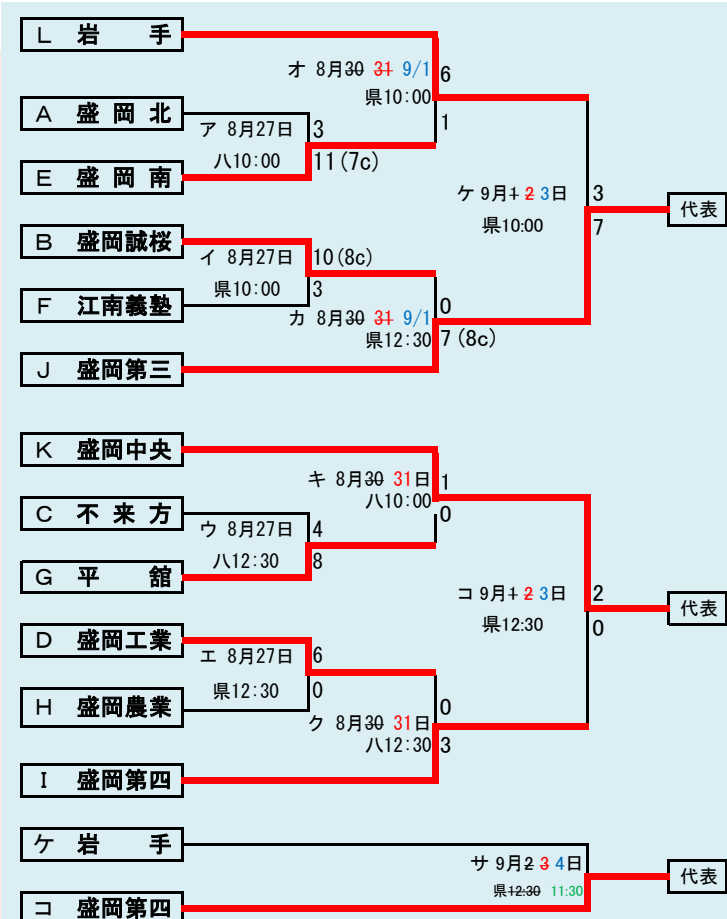 L 岩 手
オ 8月30 31 9/1 6
県10:00
1
A 盛 岡 北
ア 8月27日 3
八10:00 11(7c)
E 盛 岡 南
ケ 9月1 2 3日 3
代表
県10:00 7
B 盛岡誠桜
イ 8月27日 10(8c)
県10:00 3
F 江南義塾
0
カ 8月30 31 9/1
県12:30 7(8c)
J 盛岡第三
K 盛岡中央
キ 8月30 31日 1
八10:00 0
C 不 来 方
ウ 8月27日 4
八12:30 8
G 平 舘
コ 9月1 2 3日 2
代表
県12:30 0
D 盛岡工業
エ 8月27日 6
県12:30 0
H 盛岡農業
0
ク 8月30 31日
八12:30 3
I 盛岡第四
ケ 岩 手
サ 9月2 3 4日
代表
県12:30 11:30
コ 盛岡第四